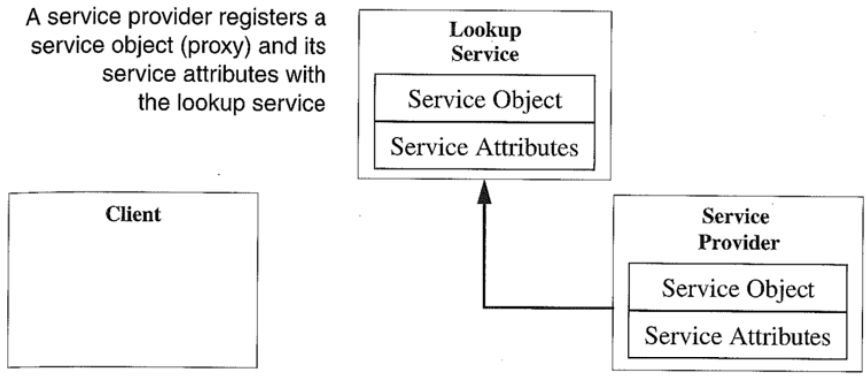 A service provider registers a
service object (proxy) and its
service attributes with
the lookup service
Lookup
Service
Service Object
Service Attributes
Client
Service
Provider
Service Object
Service Attributes